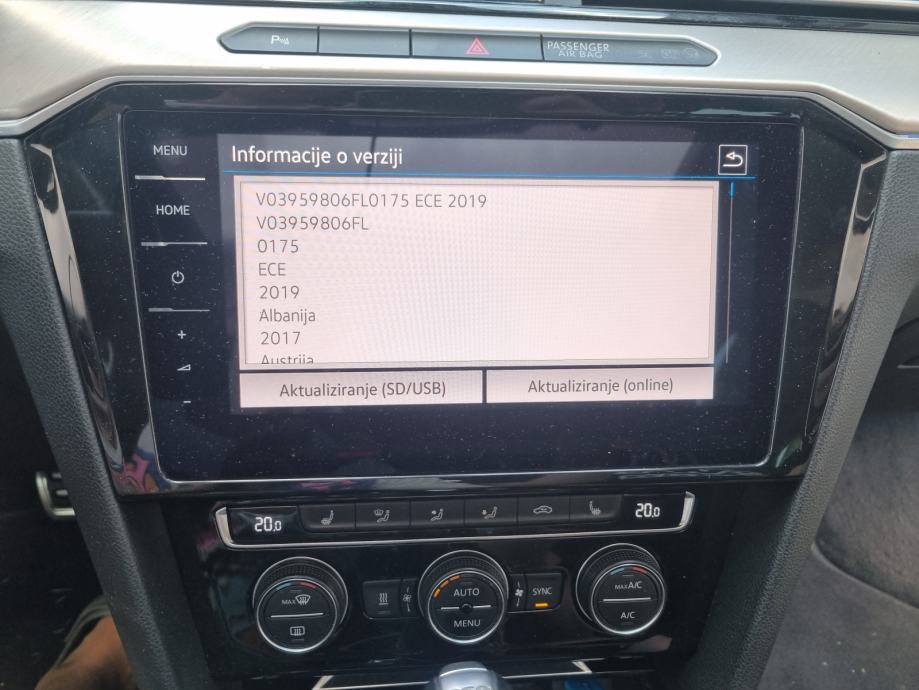 PASSENGER
AIR BAG
MENU
Informacije o verziji
V03959806FL0175 ECE 2019
HOME
V03959806FL
0175
ECE
2019
Albanija
+
2017
Austrija
-
Aktualiziranje (SD/USB)
Aktualiziranje (online)
20.0
20.0
MAX
AUTO
SYNC
MAX A/C
MENU
A/C